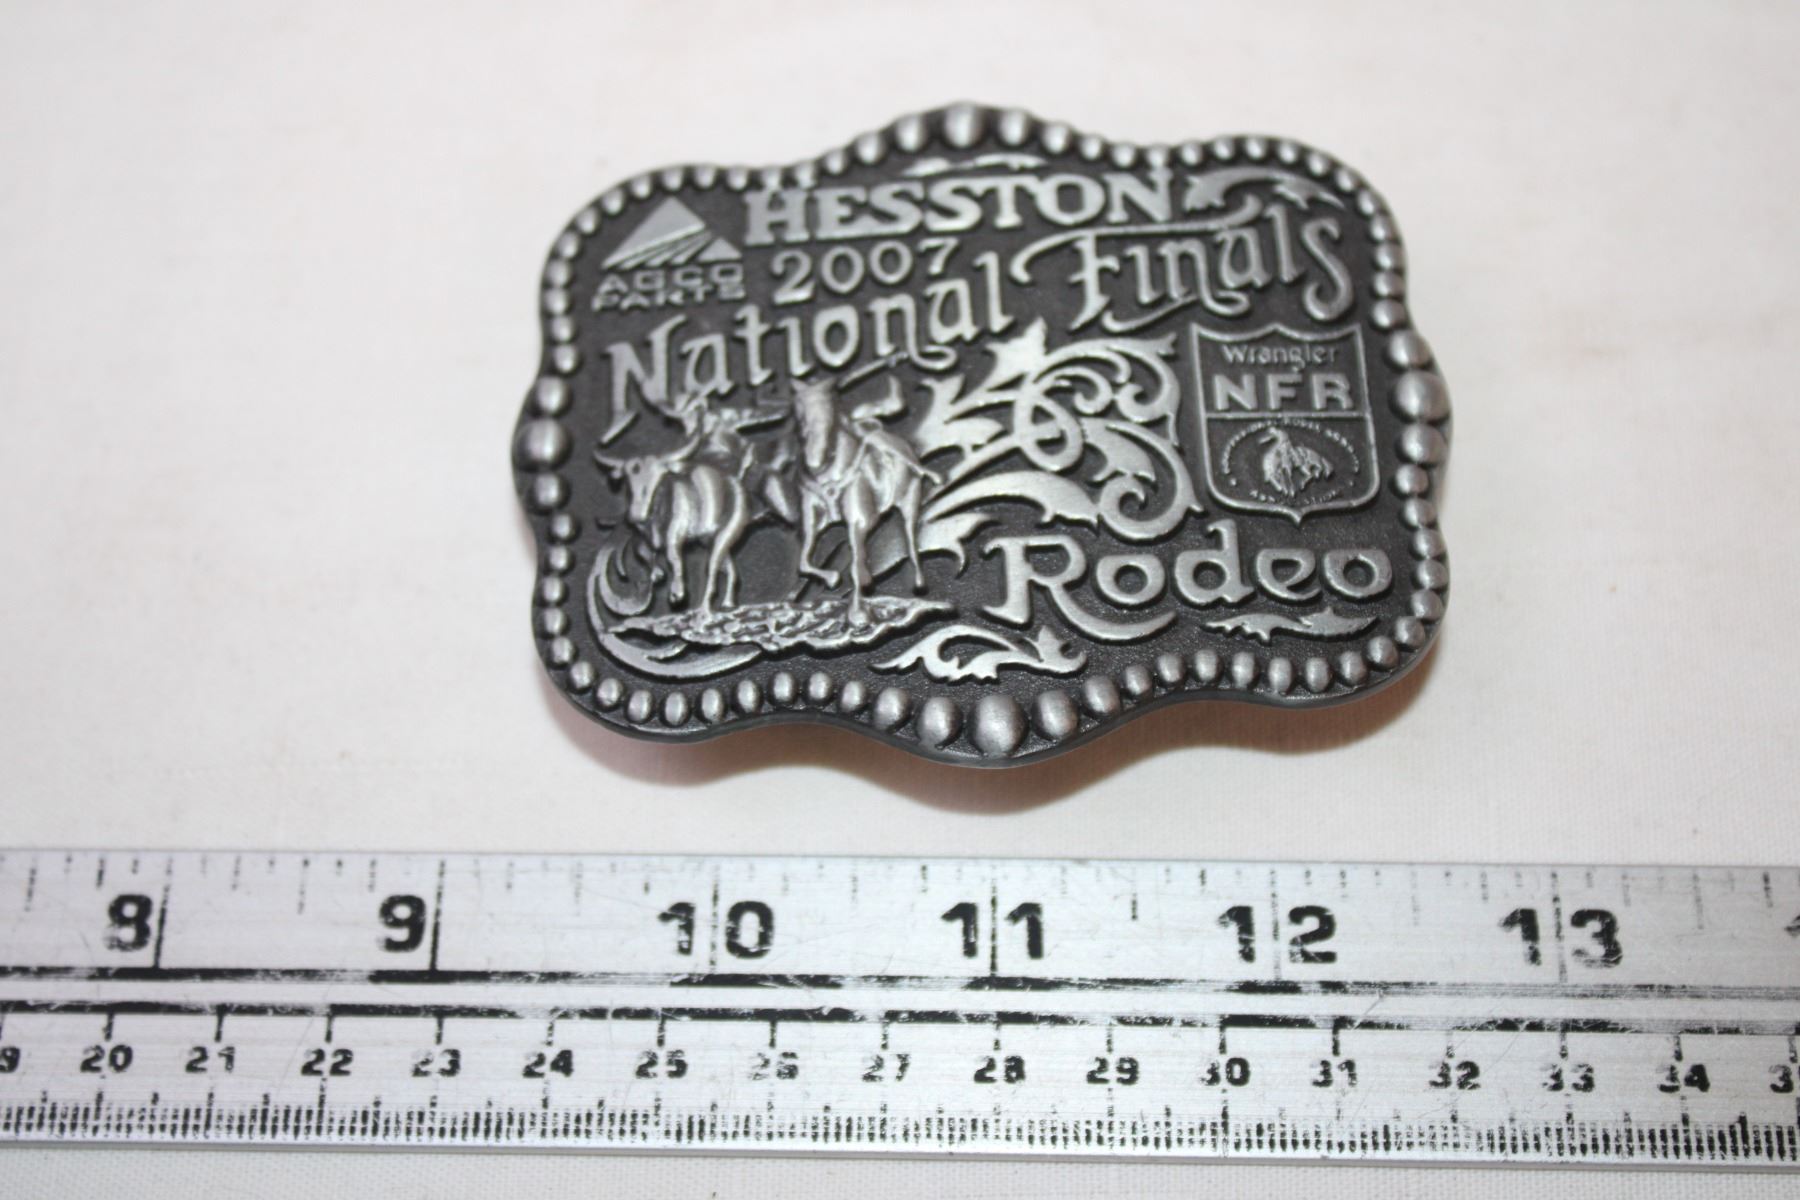 HESSTON
AGCO
PARTS
2007
National Finals
Wrangler
NFR
Rodeo
8 9 10 11 12 13
20 21 22 23 24 25 26 27 28 29 30 31 32 33 34